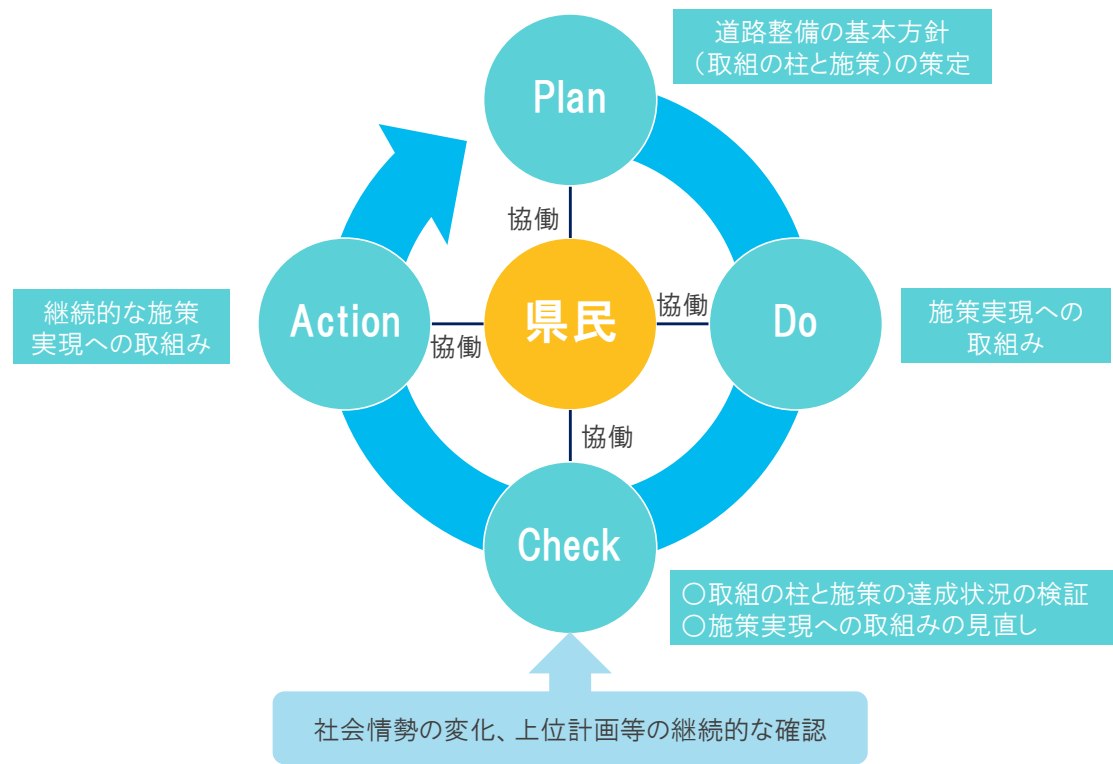 道路整備の基本方針
（取組の柱と施策）の策定
Plan
協働
継続的な施策
実現への取組み
Action
協働
県民
協働
Do
施策実現への
取組み
協働
Check
○取組の柱と施策の達成状況の検証
○施策実現への取組みの見直し
社会情勢の変化、上位計画等の継続的な確認